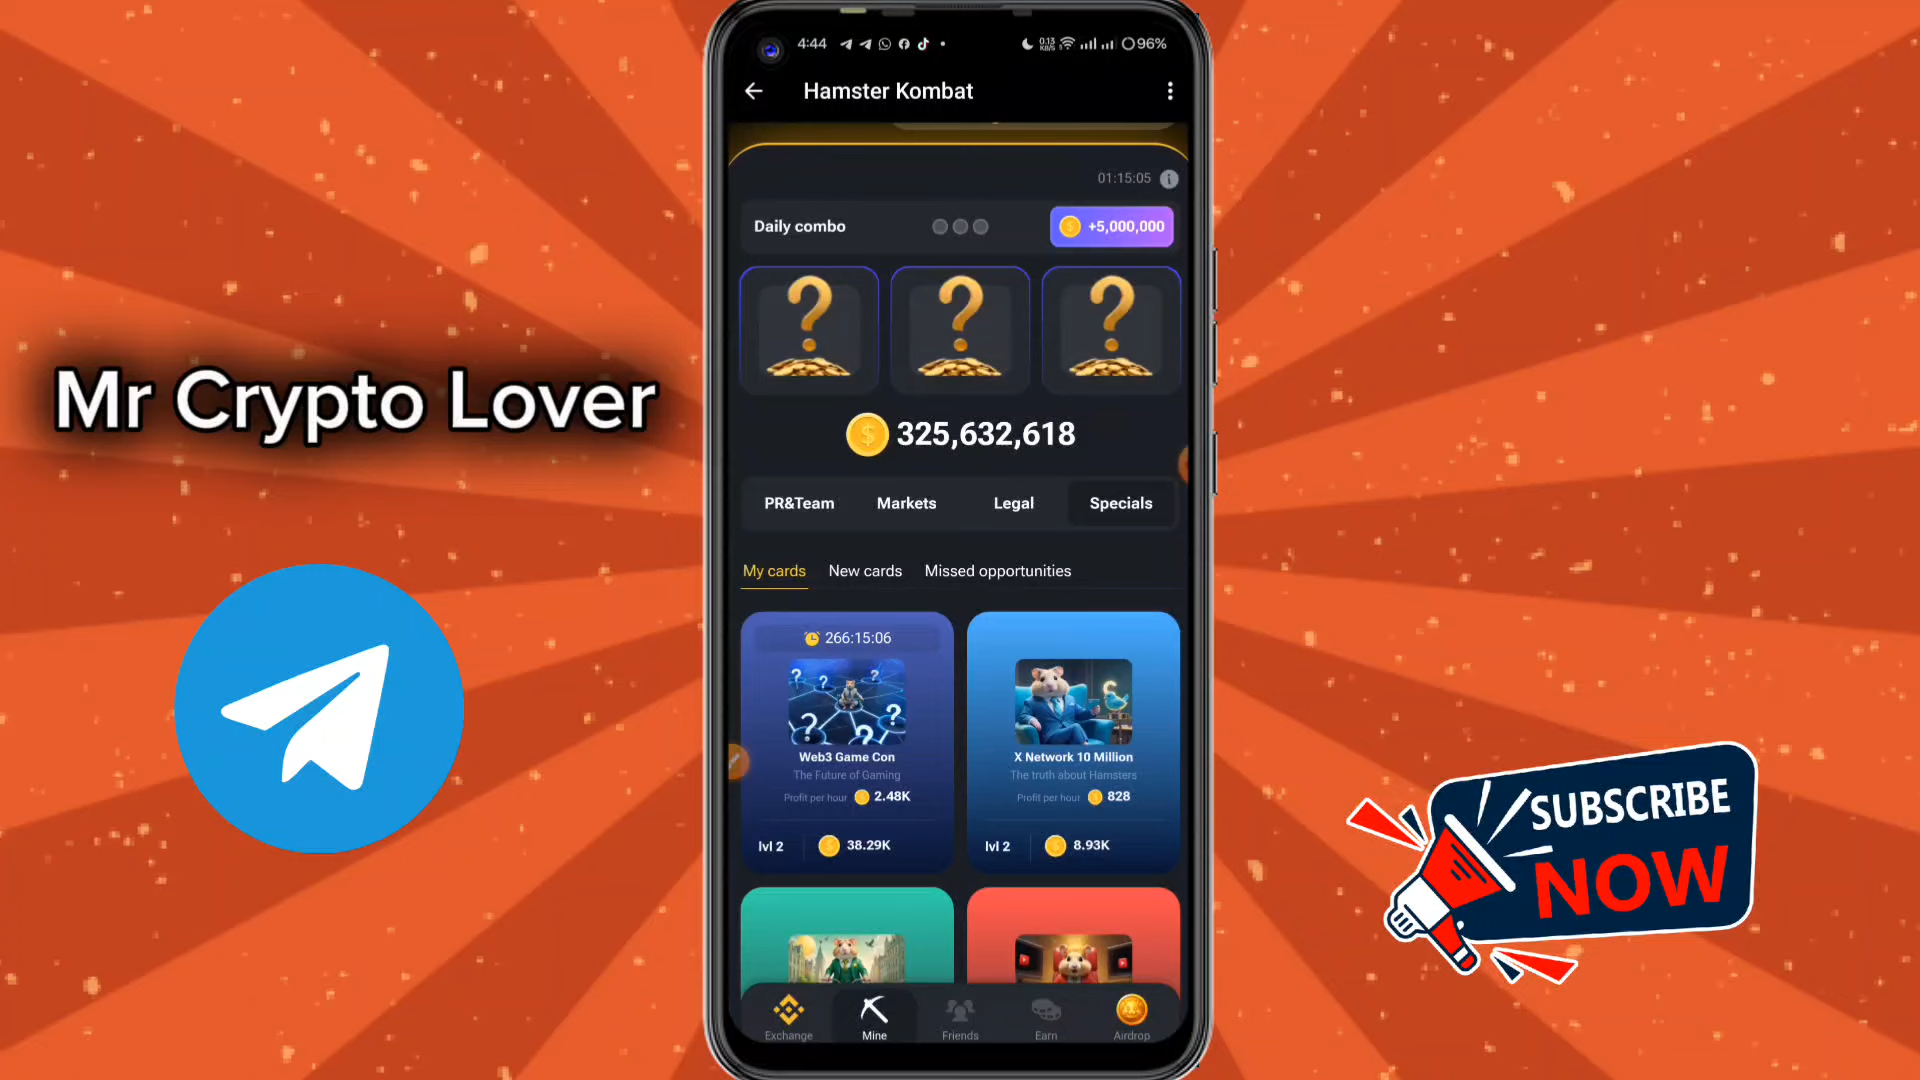 4:44
0.13
KB/S
96%
Hamster Kombat
01:15:05
Daily combo
+5,000,000
325,632,618
PR&Team
Markets
Legal
Specials
My cards
New cards
Missed opportunities
266:15:06
Web3 Game Con
The Future of Gaming
Profit per hour 2.48K
lvl 2
38.29K
X Network 10 Million
The truth about Hamsters
Profit per hour 828
lvl 2
8.93K
Exchange
Mine
Friends
Earn
Airdrop
Mr Crypto Lover
SUBSCRIBE
NOW